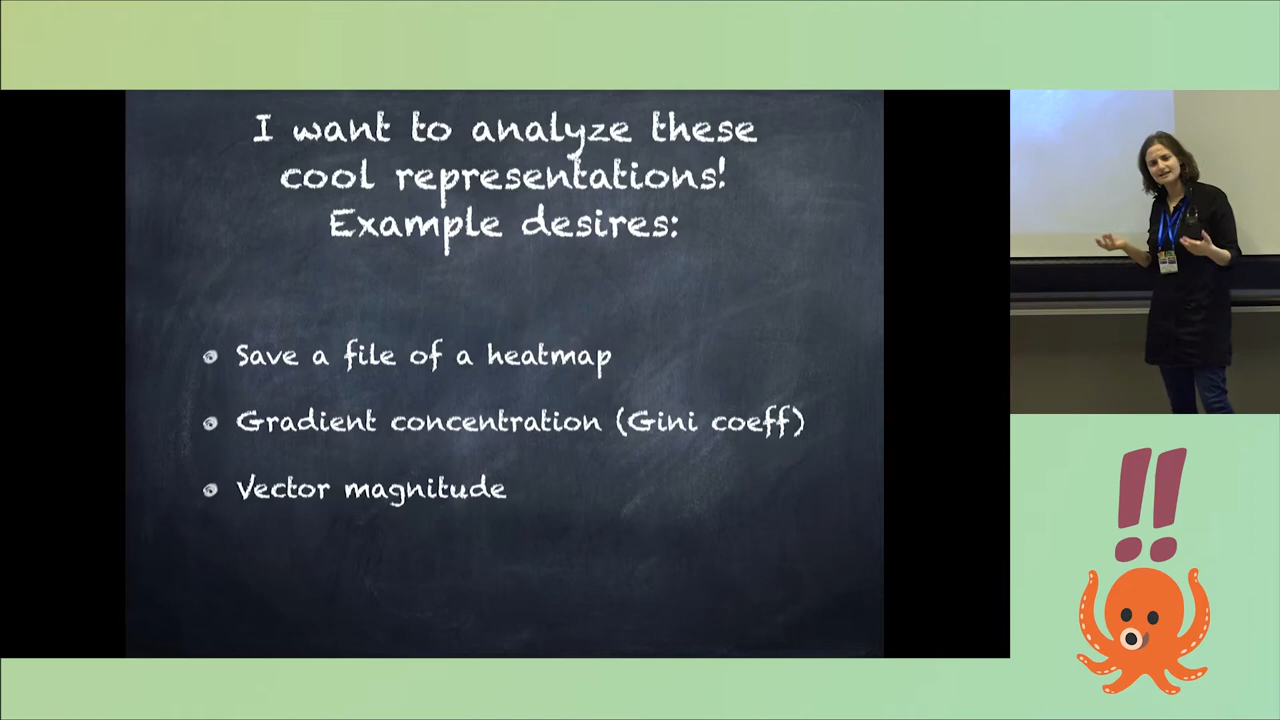 I want to analyze these
cool representations!
Example desires:
Save a file of a heatmap
Gradient concentration (Gini coeff)
Vector magnitude
!!